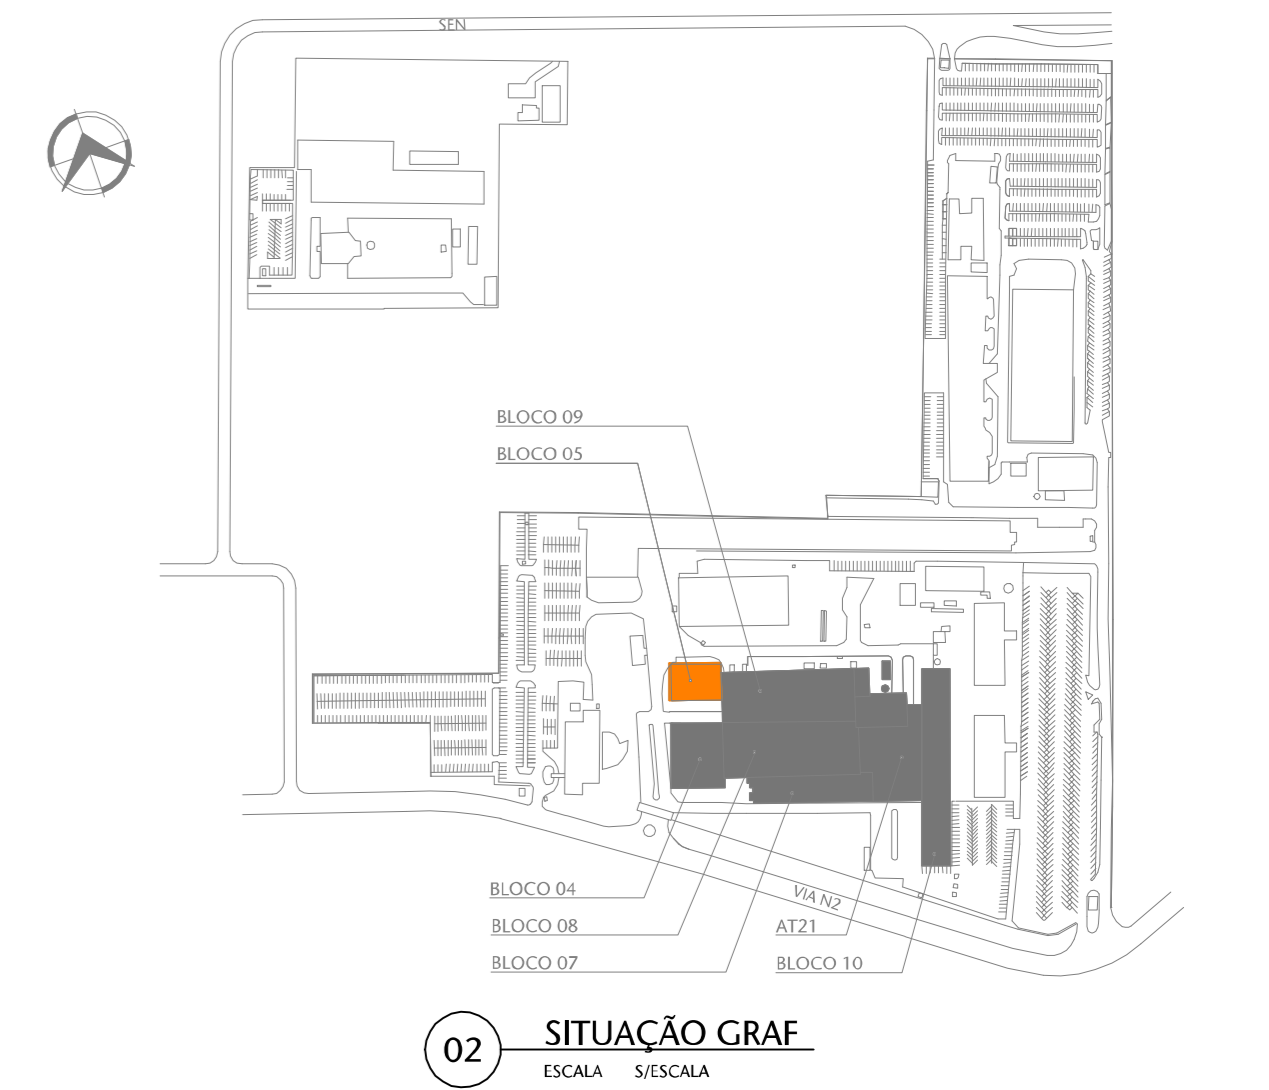 SEN
BLOCO 09
BLOCO 05
BLOCO 04
BLOCO 08
BLOCO 07
VIA N2
AT21
BLOCO 10
02
SITUAÇÃO GRAF
ESCALA S/ESCALA